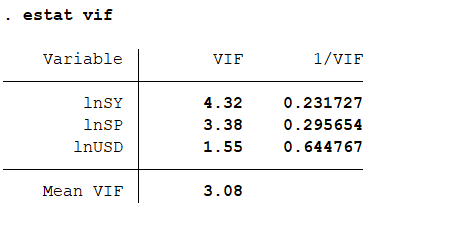 . estat vif
Variable VIF 1/VIF
lnSY 4.32 0.231727
lnSP 3.38 0.295654
lnUSD 1.55 0.644767
Mean VIF 3.08